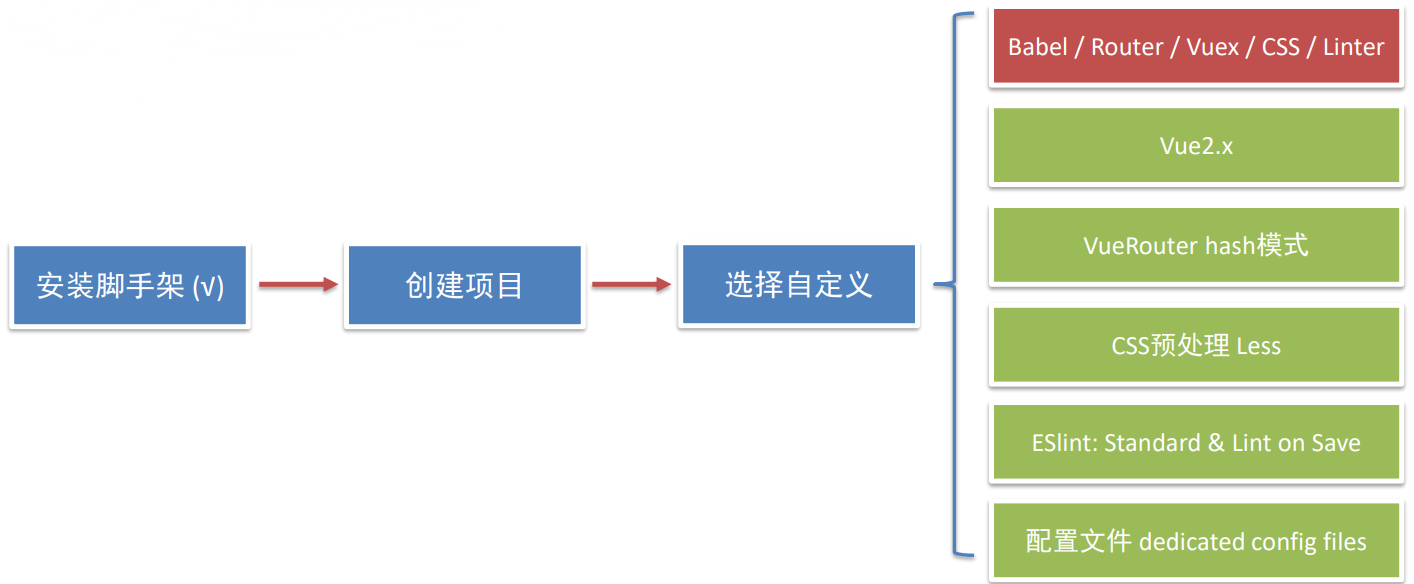 安装脚手架 (√)
创建项目
选择自定义
Babel / Router / Vuex / CSS / Linter
Vue2.x
VueRouter hash模式
CSS预处理 Less
ESlint: Standard & Lint on Save
配置文件 dedicated config files